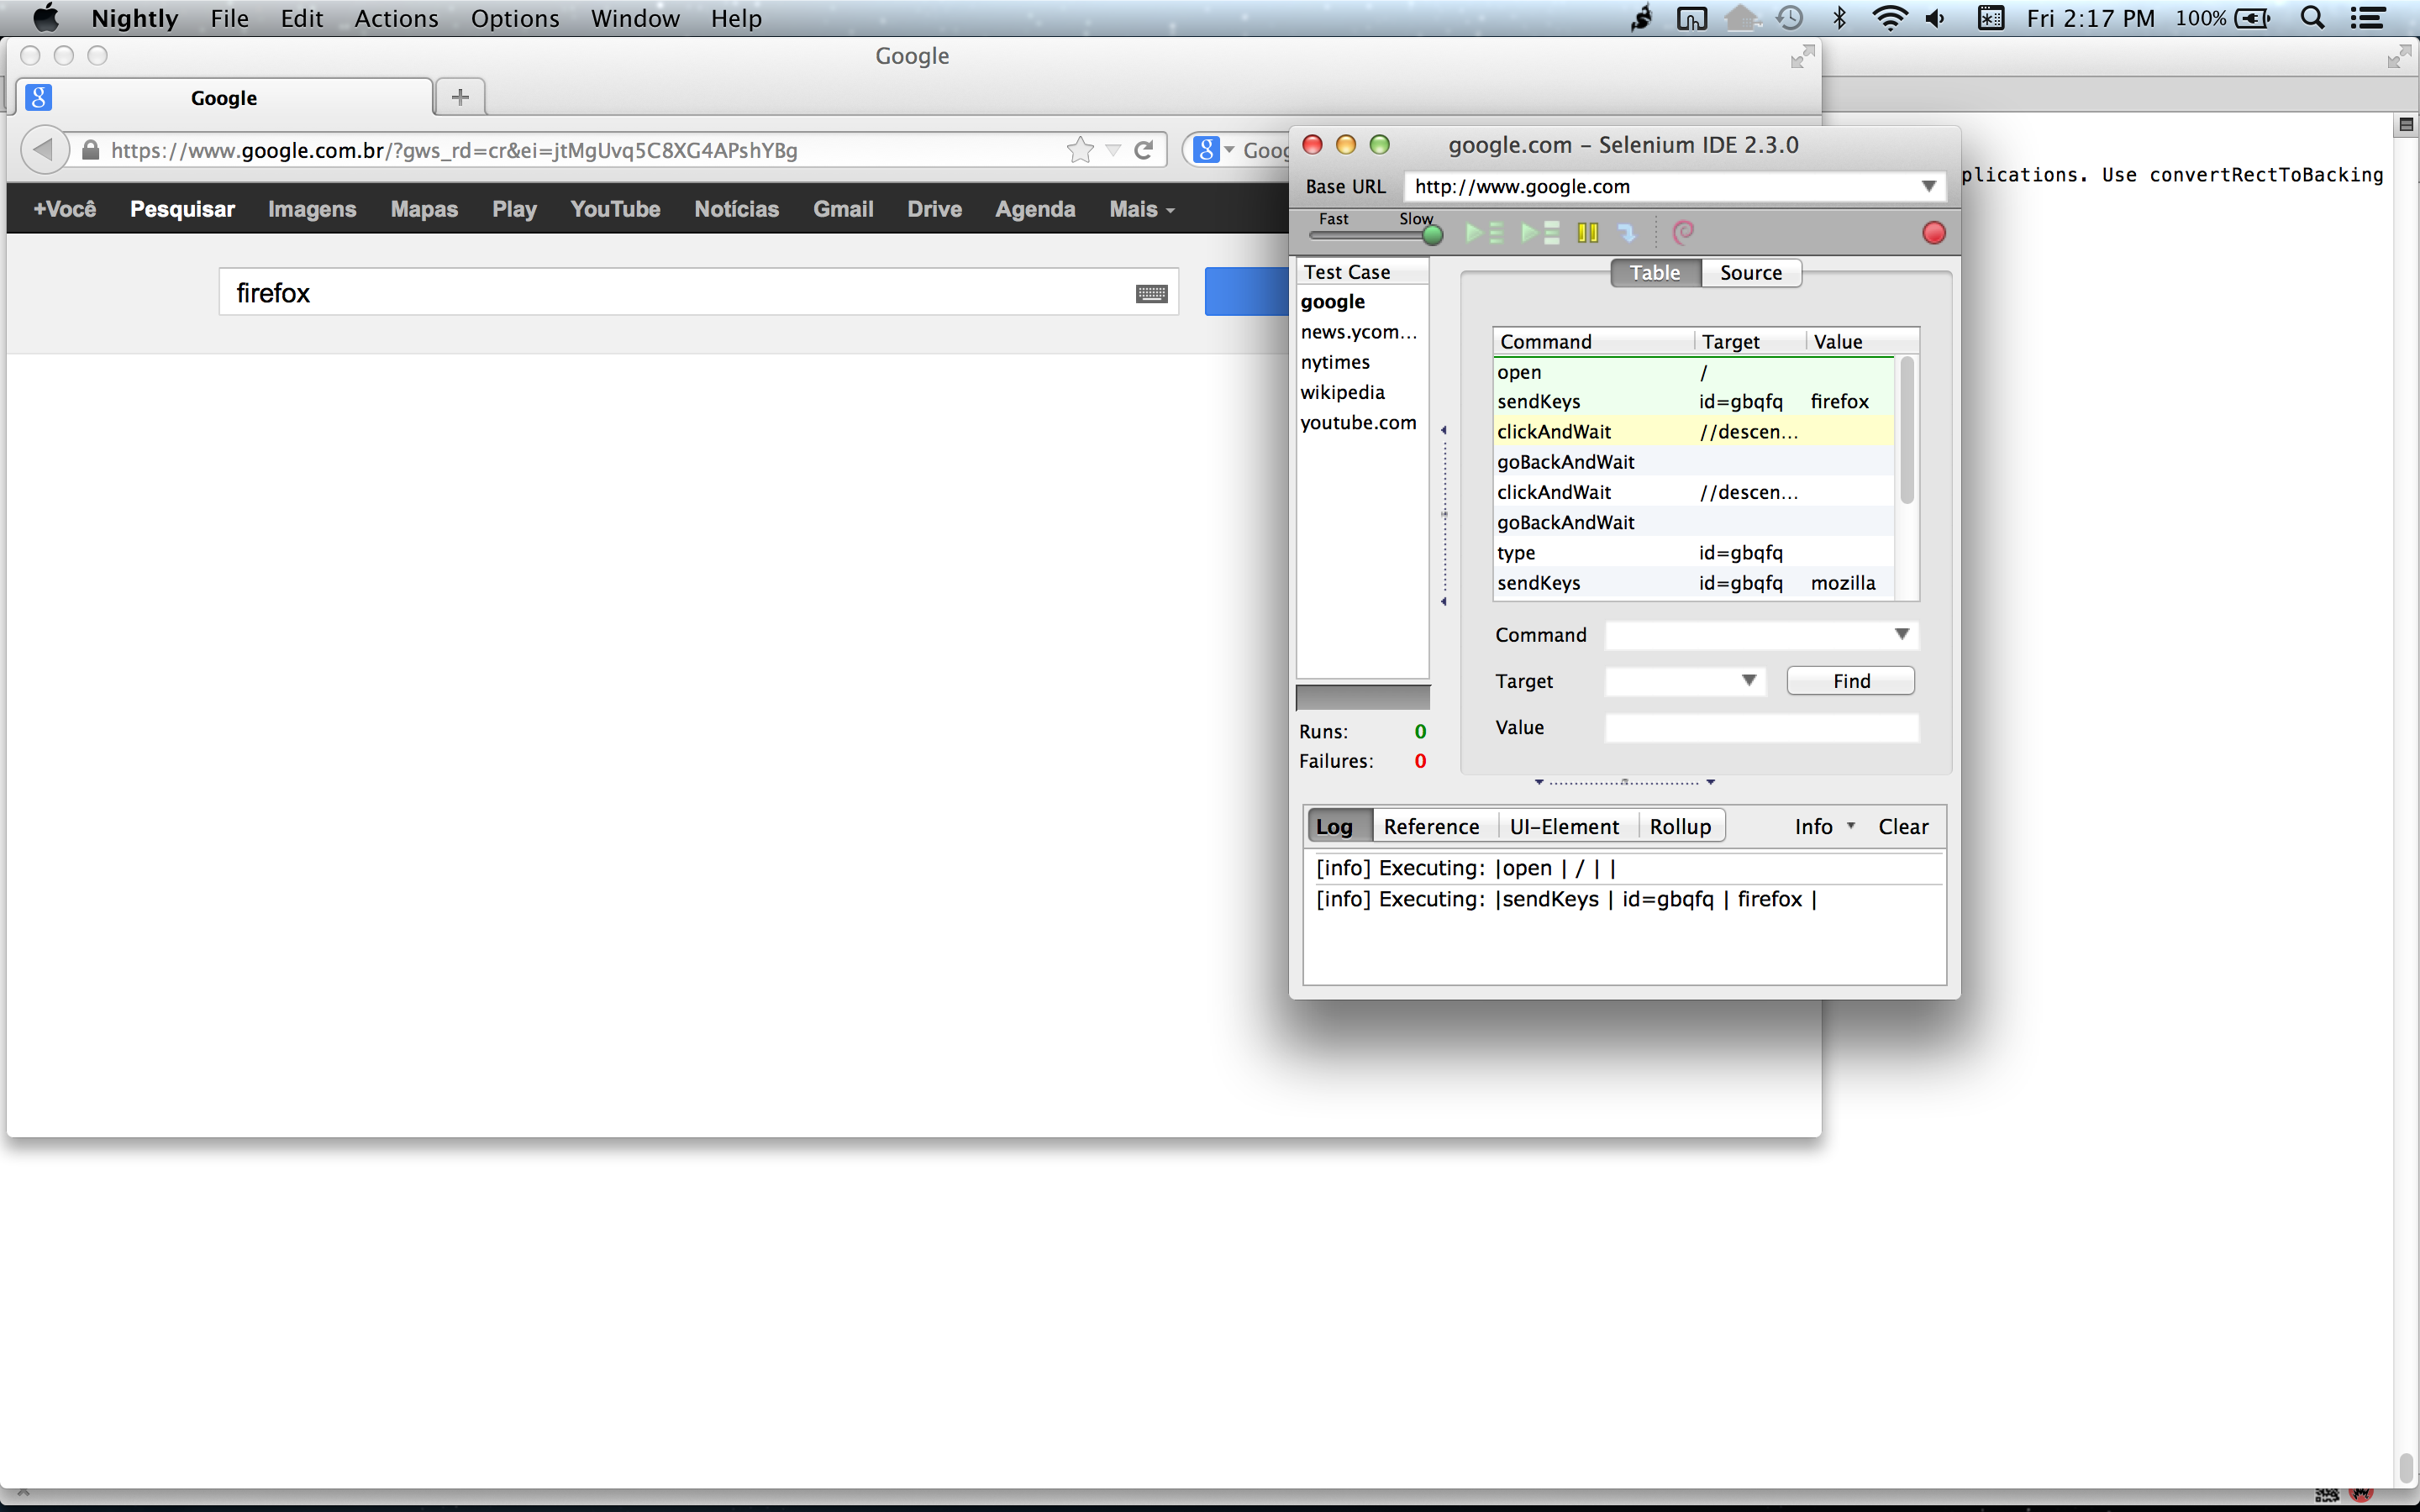 Nightly File Edit Actions Options Window Help
Fri 2:17 PM 100%
Google
Google
https://www.google.com.br/?gws_rd=cr&ei=jtMgUvq5C8XG4APshYBg
+Você Pesquisar Imagens Mapas Play YouTube Notícias Gmail Drive Agenda Mais
firefox
plications. Use convertRectToBacking
google.com – Selenium IDE 2.3.0
Base URL http://www.google.com
Fast Slow
Test Case
google
news.ycom...
nytimes
wikipedia
youtube.com
Runs: 0
Failures: 0
Table Source
Command Target Value
open /
sendKeys id=gbqfq firefox
clickAndWait //descen...
goBackAndWait
clickAndWait //descen...
goBackAndWait
type id=gbqfq
sendKeys id=gbqfq mozilla
Command
Target Find
Value
Log Reference UI-Element Rollup Info Clear
[info] Executing: |open | / | |
[info] Executing: |sendKeys | id=gbqfq | firefox |